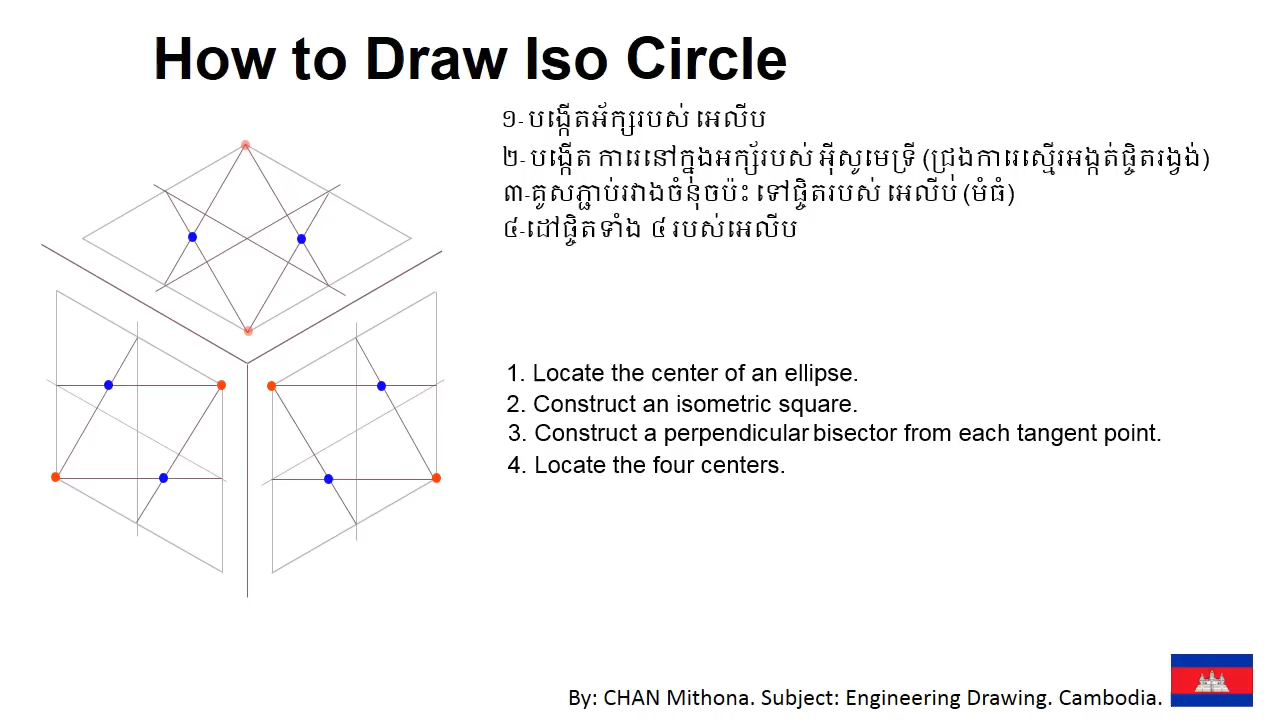 How to Draw Iso Circle
១- បង្កើតអ័ក្សរបស់ អេលីប
២- បង្កើត ការេនៅក្នុងអក្ស័របស់ អ៊ីសូមេទ្រី (ជ្រុងការេស្មើរអង្កត់ផ្ចិតរង្វង់)
៣-គូសភ្ជាប់រវាងចំនុចប៉ះ ទៅផ្ចិតរបស់ អេលីប់ (មំធំ)
៤-ដៅផ្ចិតទាំង ៤ របស់អេលីប
1. Locate the center of an ellipse.
2. Construct an isometric square.
3. Construct a perpendicular bisector from each tangent point.
4. Locate the four centers.
By: CHAN Mithona. Subject: Engineering Drawing. Cambodia.